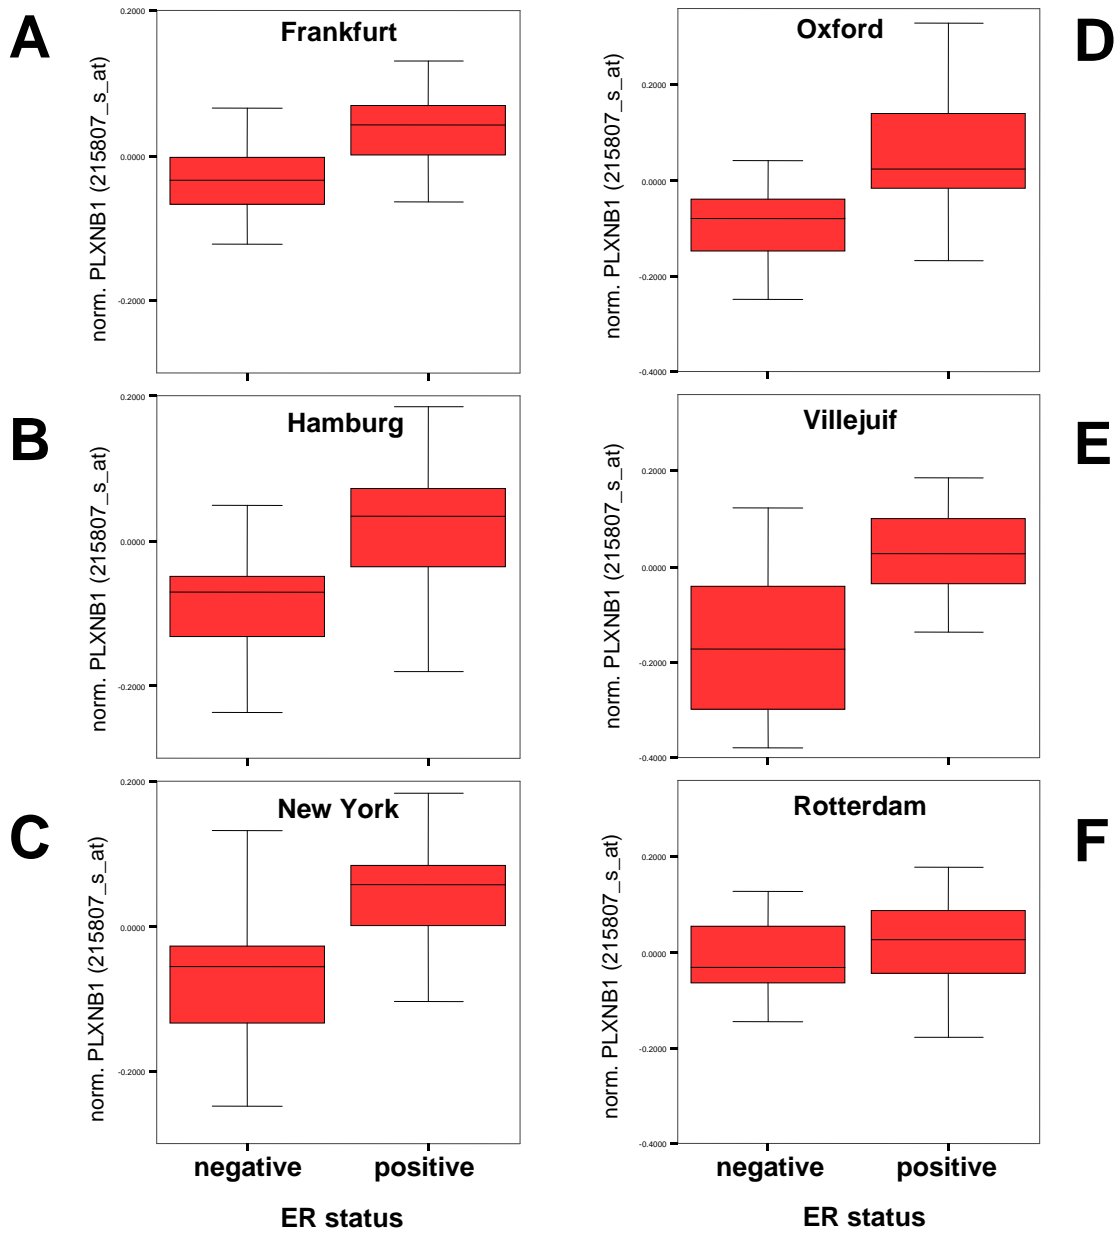 A
Frankfurt
norm. PLXNB1 (215807_s_at)
0.2000
0.0000
-0.2000
D
Oxford
norm. PLXNB1 (215807_s_at)
0.2000
0.0000
-0.2000
-0.4000
B
Hamburg
norm. PLXNB1 (215807_s_at)
0.2000
0.0000
-0.2000
E
Villejuif
norm. PLXNB1 (215807_s_at)
0.2000
0.0000
-0.2000
-0.4000
C
New York
norm. PLXNB1 (215807_s_at)
0.2000
0.0000
-0.2000
negative positive
ER status
F
Rotterdam
norm. PLXNB1 (215807_s_at)
0.2000
0.0000
-0.2000
-0.4000
negative positive
ER status